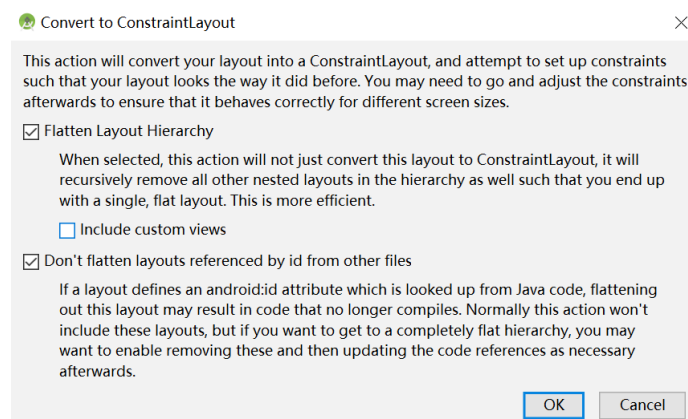 Convert to ConstraintLayout
This action will convert your layout into a ConstraintLayout, and attempt to set up constraints
such that your layout looks the way it did before. You may need to go and adjust the constraints
afterwards to ensure that it behaves correctly for different screen sizes.
Flatten Layout Hierarchy
When selected, this action will not just convert this layout to ConstraintLayout, it will
recursively remove all other nested layouts in the hierarchy as well such that you end up
with a single, flat layout. This is more efficient.
Include custom views
Don't flatten layouts referenced by id from other files
If a layout defines an android:id attribute which is looked up from Java code, flattening
out this layout may result in code that no longer compiles. Normally this action won't
include these layouts, but if you want to get to a completely flat hierarchy, you may
want to enable removing these and then updating the code references as necessary
afterwards.
OK Cancel